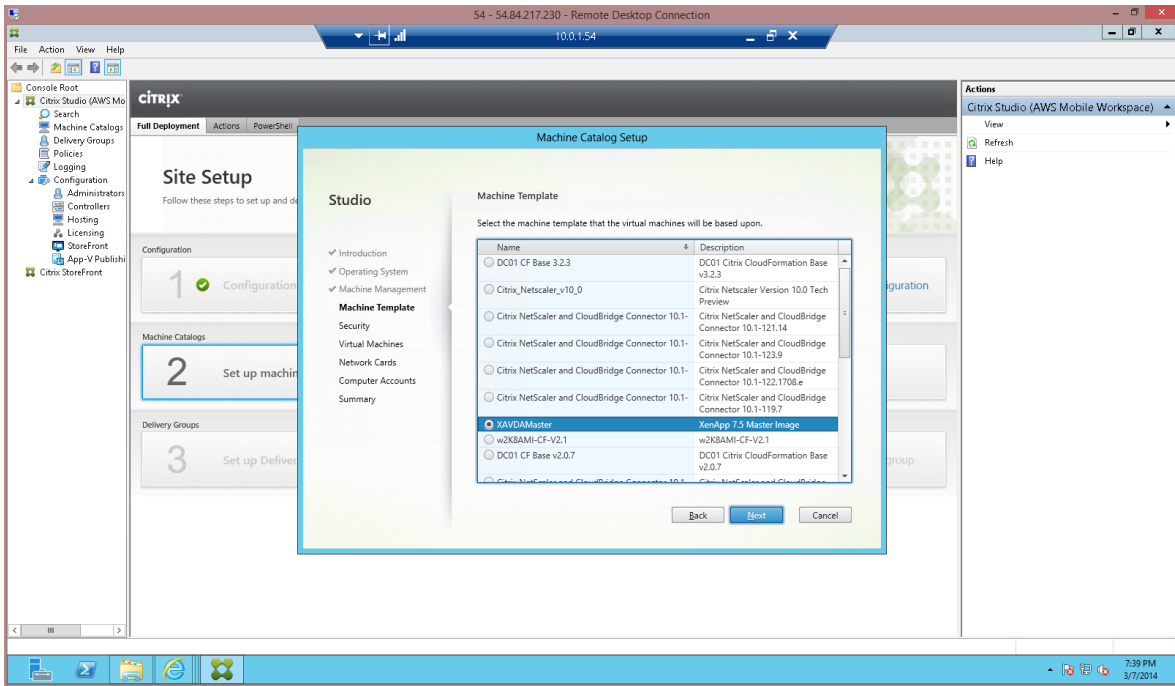 54 - 54.84.217.230 - Remote Desktop Connection
10.0.1.54
File Action View Help
Console Root
Citrix Studio (AWS Mo
Search
Machine Catalogs
Delivery Groups
Policies
Logging
Configuration
Administrators
Controllers
Hosting
Licensing
StoreFront
App-V Publishi
Citrix StoreFront
CITRIX
Full Deployment Actions PowerShell
Site Setup
Follow these steps to set up and de
Configuration
1 Configuration
iguration
Machine Catalogs
2 Set up machin
Delivery Groups
3 Set up Deliver
group
Machine Catalog Setup
Studio
Introduction
Operating System
Machine Management
Machine Template
Security
Virtual Machines
Network Cards
Computer Accounts
Summary
Machine Template
Select the machine template that the virtual machines will be based upon.
Name Description
DC01 CF Base 3.2.3 DC01 Citrix CloudFormation Base
v3.2.3
Citrix_Netscaler_v10_0 Citrix Netscaler Version 10.0 Tech
Preview
Citrix NetScaler and CloudBridge Connector 10.1- Citrix NetScaler and CloudBridge
Connector 10.1-121.14
Citrix NetScaler and CloudBridge Connector 10.1- Citrix NetScaler and CloudBridge
Connector 10.1-123.9
Citrix NetScaler and CloudBridge Connector 10.1- Citrix NetScaler and CloudBridge
Connector 10.1-122.1708.e
Citrix NetScaler and CloudBridge Connector 10.1- Citrix NetScaler and CloudBridge
Connector 10.1-119.7
XAVDAMaster XenApp 7.5 Master Image
w2K8AMI-CF-V2.1 w2K8AMI-CF-V2.1
DC01 CF Base v2.0.7 DC01 Citrix CloudFormation Base
v2.0.7
Citrix NetScaler and CloudBridge Connector 10.1- Citrix NetScaler and CloudBridge
Back Next Cancel
Actions
Citrix Studio (AWS Mobile Workspace)
View
Refresh
Help
7:39 PM
3/7/2014